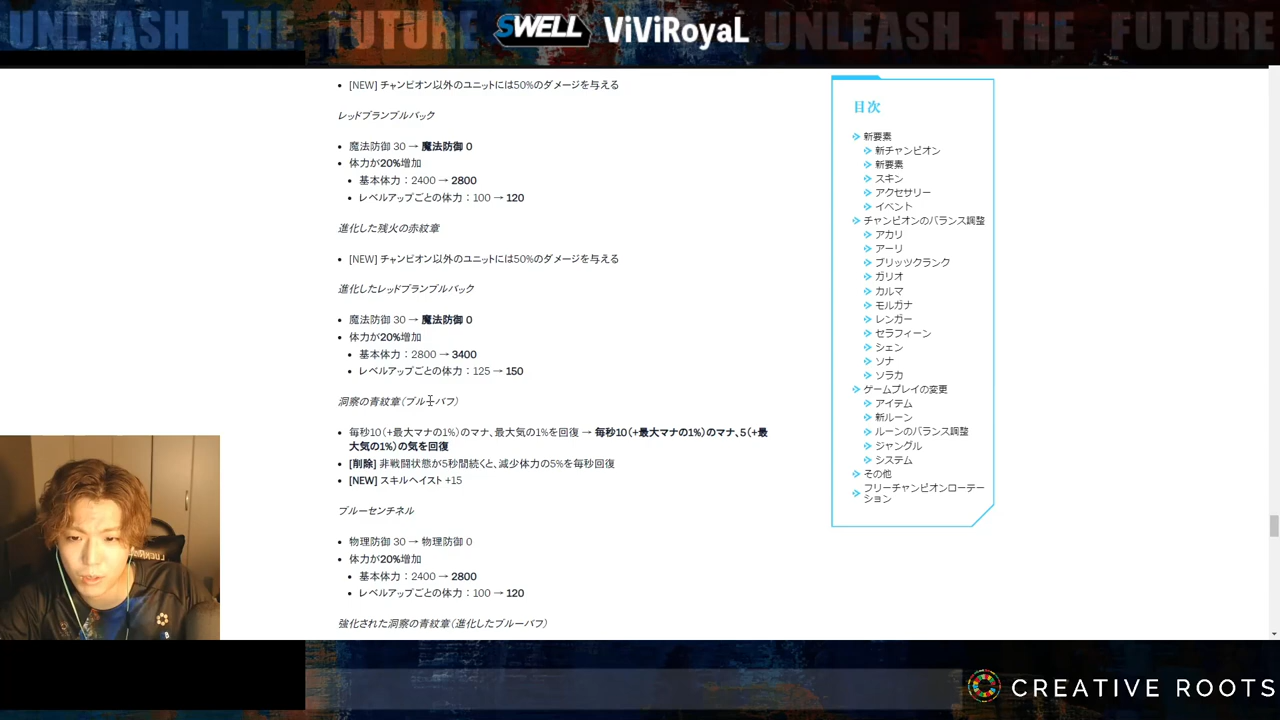 UNLEASH THE FUTURE SWELL ViViRoyaL UNLEASH THE FUTURE
[NEW] チャンピオン以外のユニットには50%のダメージを与える
レッドブランブルバック
魔法防御 30 → 魔法防御 0
体力が20%増加
基本体力：2400 → 2800
レベルアップごとの体力：100 → 120
進化した残火の赤紋章
[NEW] チャンピオン以外のユニットには50%のダメージを与える
進化したレッドブランブルバック
魔法防御 30 → 魔法防御 0
体力が20%増加
基本体力：2800 → 3400
レベルアップごとの体力：125 → 150
洞察の青紋章（ブルーバフ）
毎秒10（+最大マナの1%）のマナ、最大気の1%を回復 → 毎秒10（+最大マナの1%）のマナ、5（+最
大気の1%）の気を回復
[削除] 非戦闘状態が5秒間続くと、減少体力の5%を毎秒回復
[NEW] スキルヘイスト +15
ブルーセンチネル
物理防御 30 → 物理防御 0
体力が20%増加
基本体力：2400 → 2800
レベルアップごとの体力：100 → 120
強化された洞察の青紋章（進化したブルーバフ）
目次
新要素
新チャンピオン
新要素
スキン
アクセサリー
イベント
チャンピオンのバランス調整
アカリ
アーリ
ブリッツクランク
ガリオ
カルマ
モルガナ
レンガー
セラフィーン
シェン
ソナ
ソラカ
ゲームプレイの変更
アイテム
新ルーン
ルーンのバランス調整
ジャングル
システム
その他
フリーチャンピオンローテー
ション
CREATIVE ROOTS